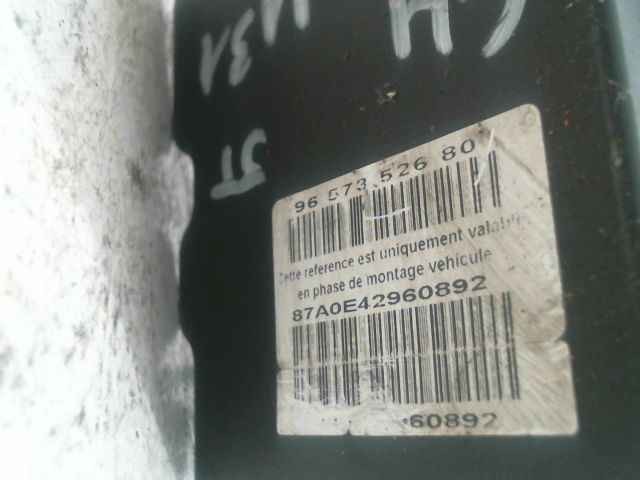 96 573 526 80
Cette reference est uniquement valable
en phase de montage vehicule
87A0E42960892
60892